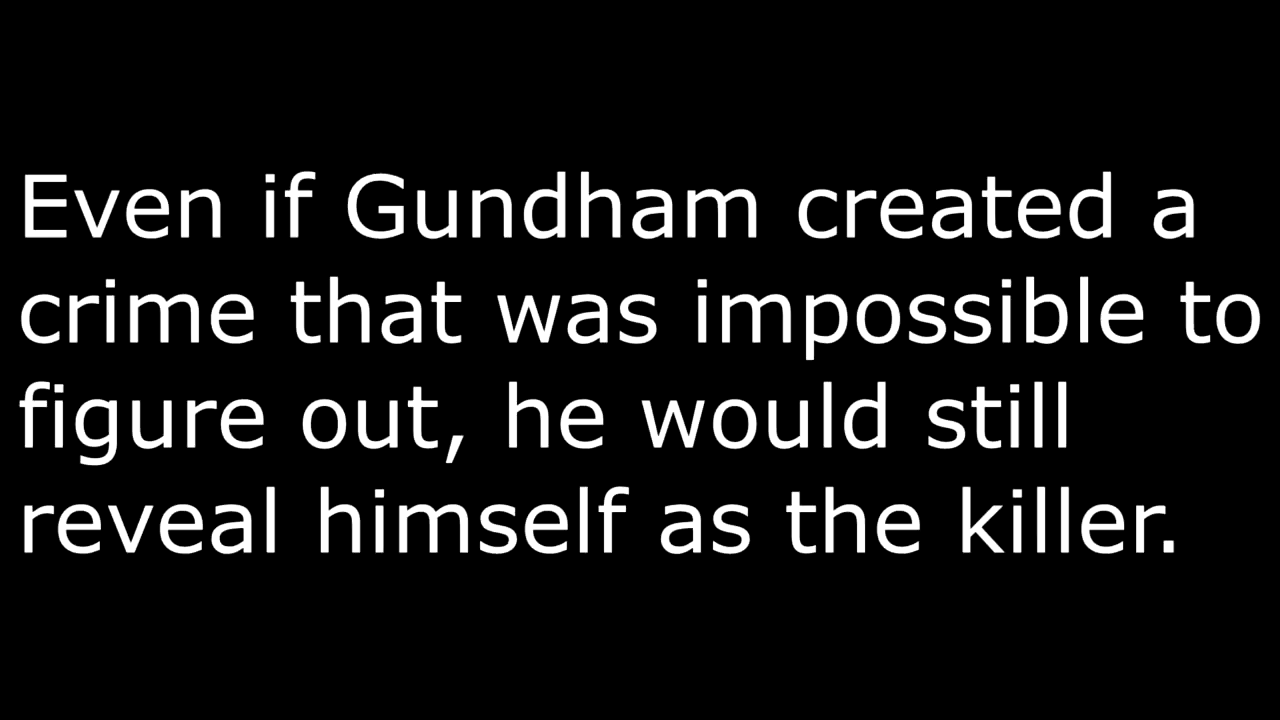 Even if Gundham created a
crime that was impossible to
figure out, he would still
reveal himself as the killer.